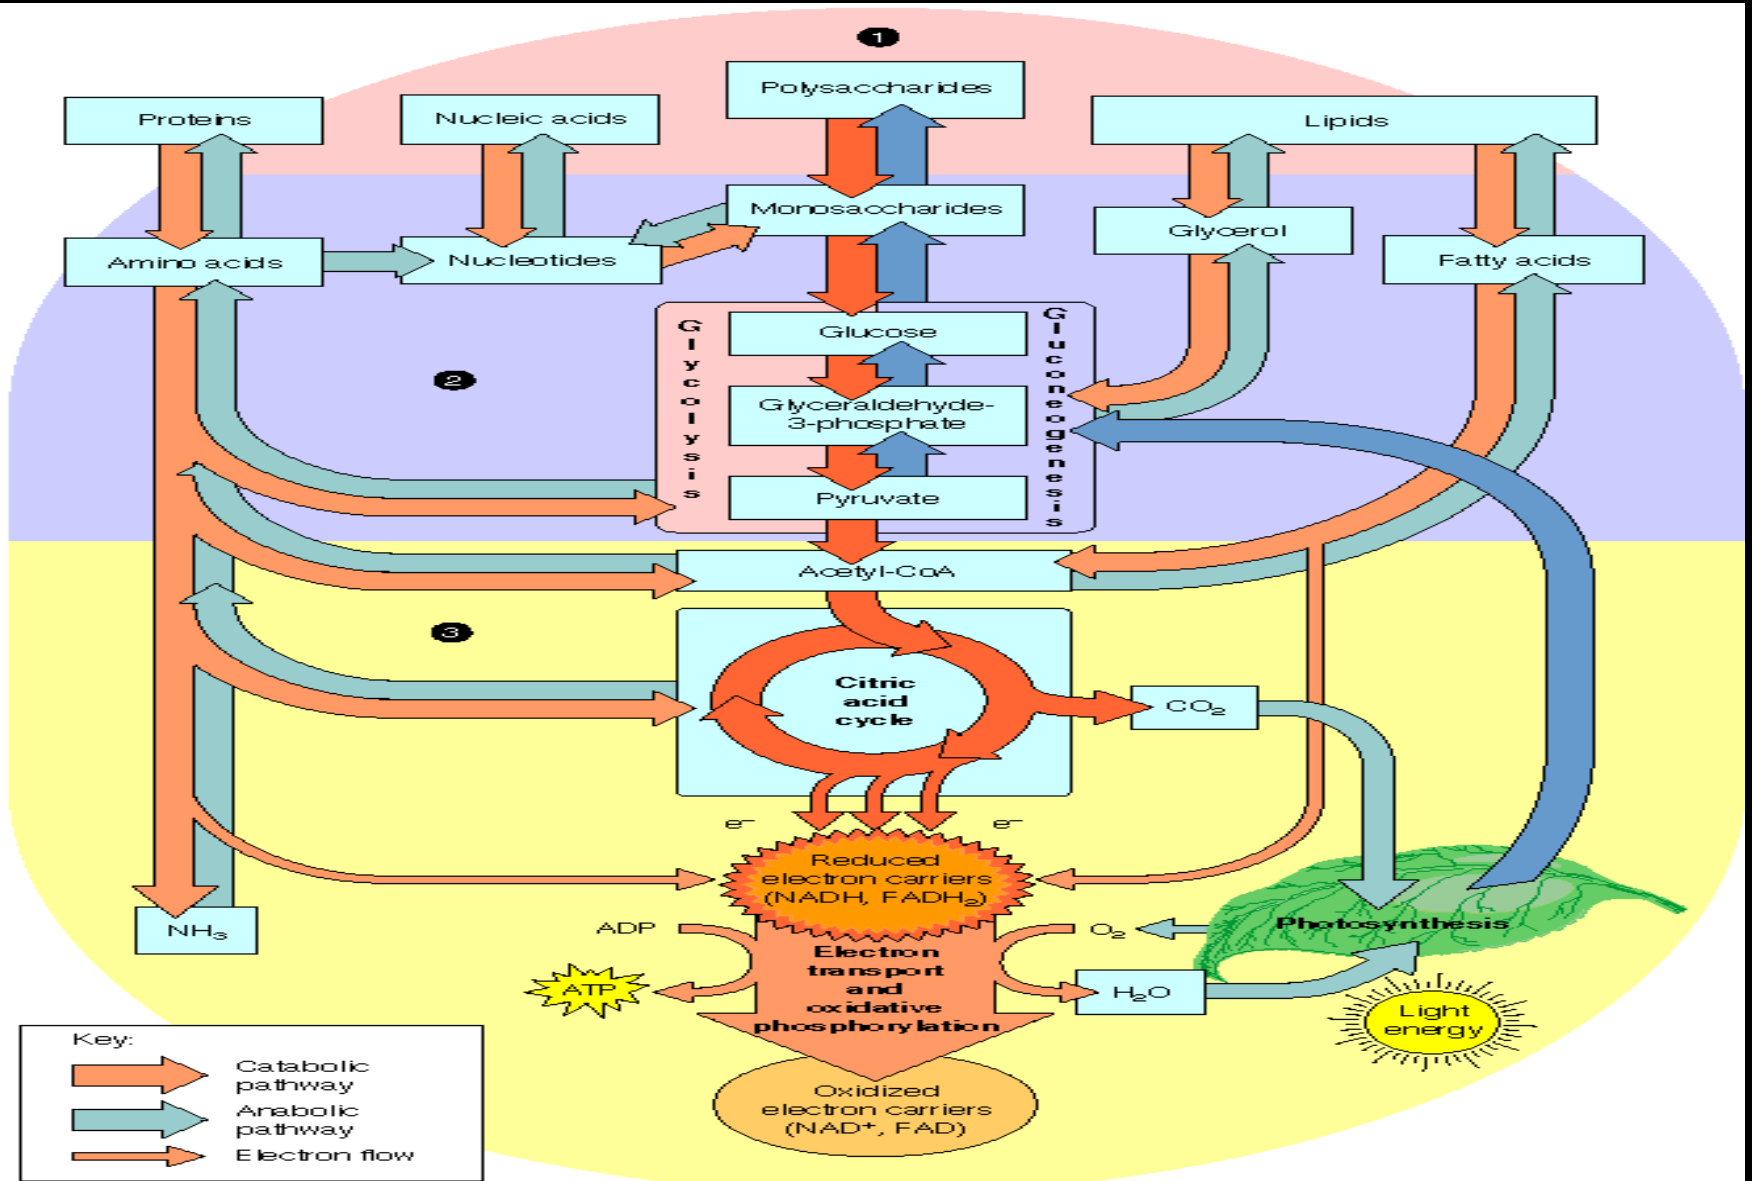 1
Polysaccharides
Proteins
Nucleic acids
Lipids
Monosaccharides
Glycerol
Amino acids
Nucleotides
Fatty acids
Glycolysis
Glucose
Gluconeogenesis
2
Glyceraldehyde-
3-phosphate
Pyruvate
Acetyl-CoA
3
Citric
acid
cycle
CO₂
e⁻
e⁻
Reduced
electron carriers
(NADH, FADH₂)
NH₃
ADP
O₂
Photosynthesis
Electron
transport
and
oxidative
phosphorylation
ATP
H₂O
Light
energy
Key:
Catabolic
pathway
Anabolic
pathway
Electron flow
Oxidized
electron carriers
(NAD⁺, FAD)